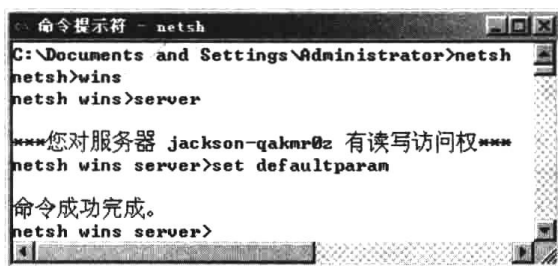 命令提示符 - netsh
C:\Documents and Settings\Administrator>netsh
netsh>wins
netsh wins>server
***您对服务器 jackson-qakmr0z 有读写访问权***
netsh wins server>set defaultparam
命令成功完成。
netsh wins server>